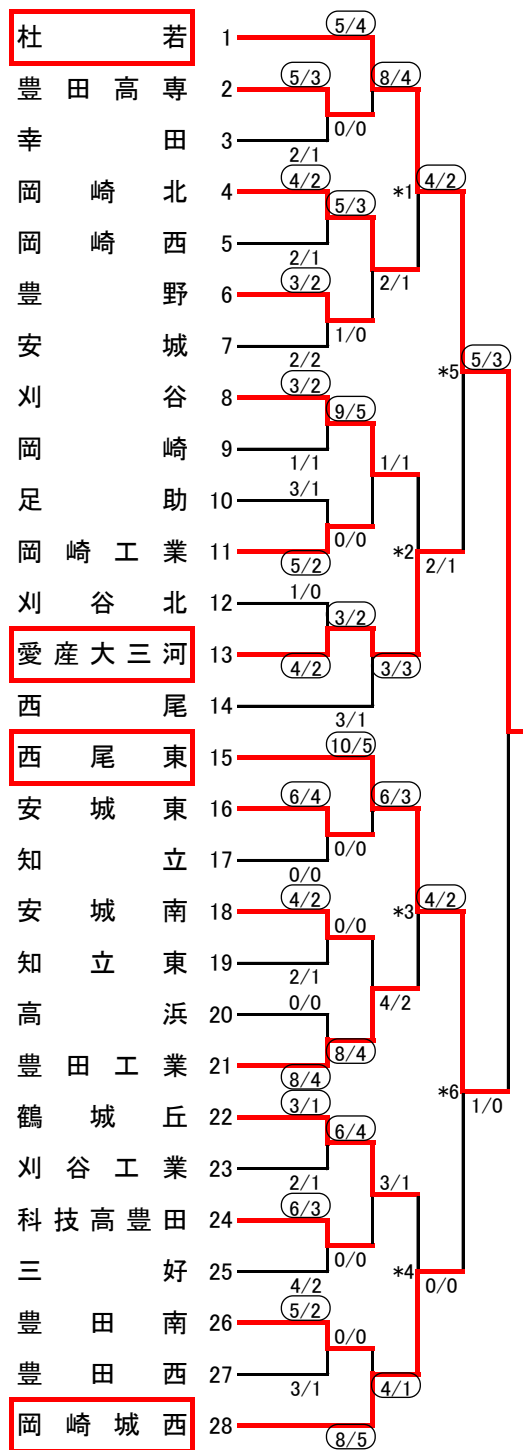 5/4
杜若 1
8/4
豊田高専 2 5/3
0/0
幸田 3
2/1
岡崎北 4 4/2 *1 4/2
5/3
岡崎西 5
2/1
2/1
豊野 6 3/2
1/0
安城 7
2/2
*5 5/3
刈谷 8 3/2
9/5
岡崎 9
1/1 1/1
足助 10 3/1
0/0 *2
岡崎工業 11
5/2 2/1
刈谷北 12 1/0
3/2
愛産大三河 13
4/2 3/3
西尾 14
3/1
10/5
西尾東 15
安城東 16 6/4 6/3
0/0
知立 17
0/0
安城南 18 4/2 *3 4/2
0/0
知立東 19
2/1
高浜 20 0/0 4/2
豊田工業 21 8/4
8/4
*6 1/0
鶴城丘 22 3/1
6/4
刈谷工業 23
2/1 3/1
科技高豊田 24 6/3
0/0
三好 25 *4 0/0
4/2
豊田南 26 5/2
0/0
豊田西 27
3/1 4/1
岡崎城西 28
8/5